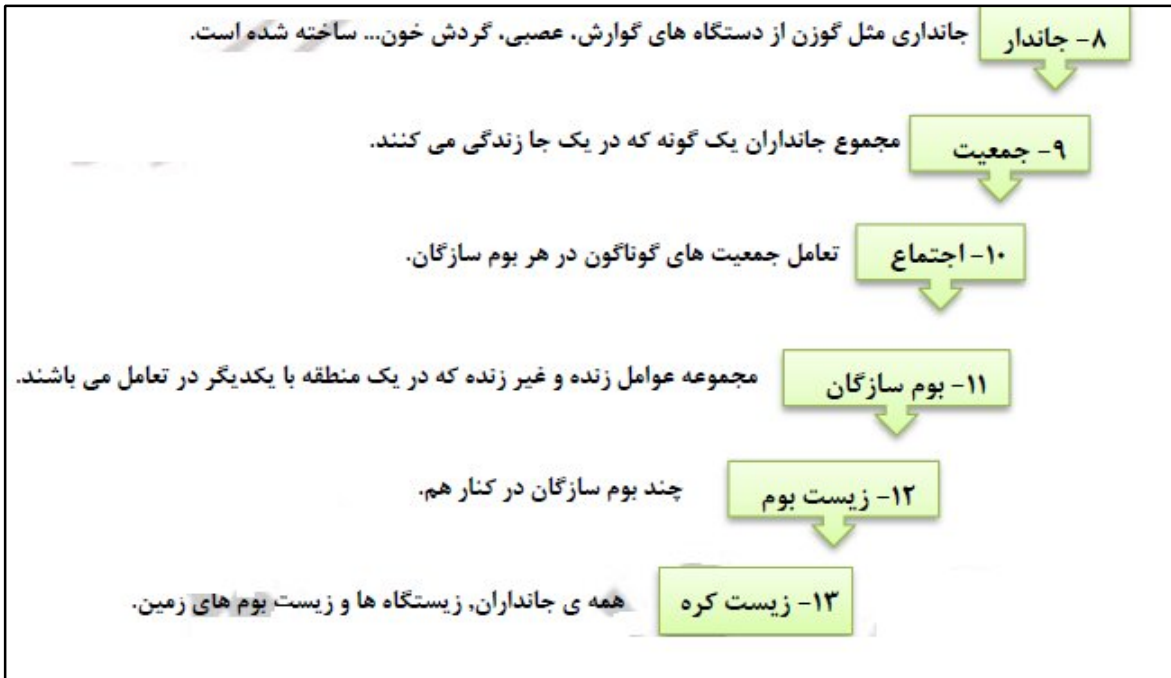 ۸- جاندار جانداری مثل گوزن از دستگاه های گوارش، عصبی، گردش خون... ساخته شده است.
۹- جمعیت مجموع جانداران یک گونه که در یک جا زندگی می کنند.
۱۰- اجتماع تعامل جمعیت های گوناگون در هر بوم سازگان.
۱۱- بوم سازگان مجموعه عوامل زنده و غیر زنده که در یک منطقه با یکدیگر در تعامل می باشند.
۱۲- زیست بوم چند بوم سازگان در کنار هم.
۱۳- زیست کره همه ی جانداران, زیستگاه ها و زیست بوم های زمین.